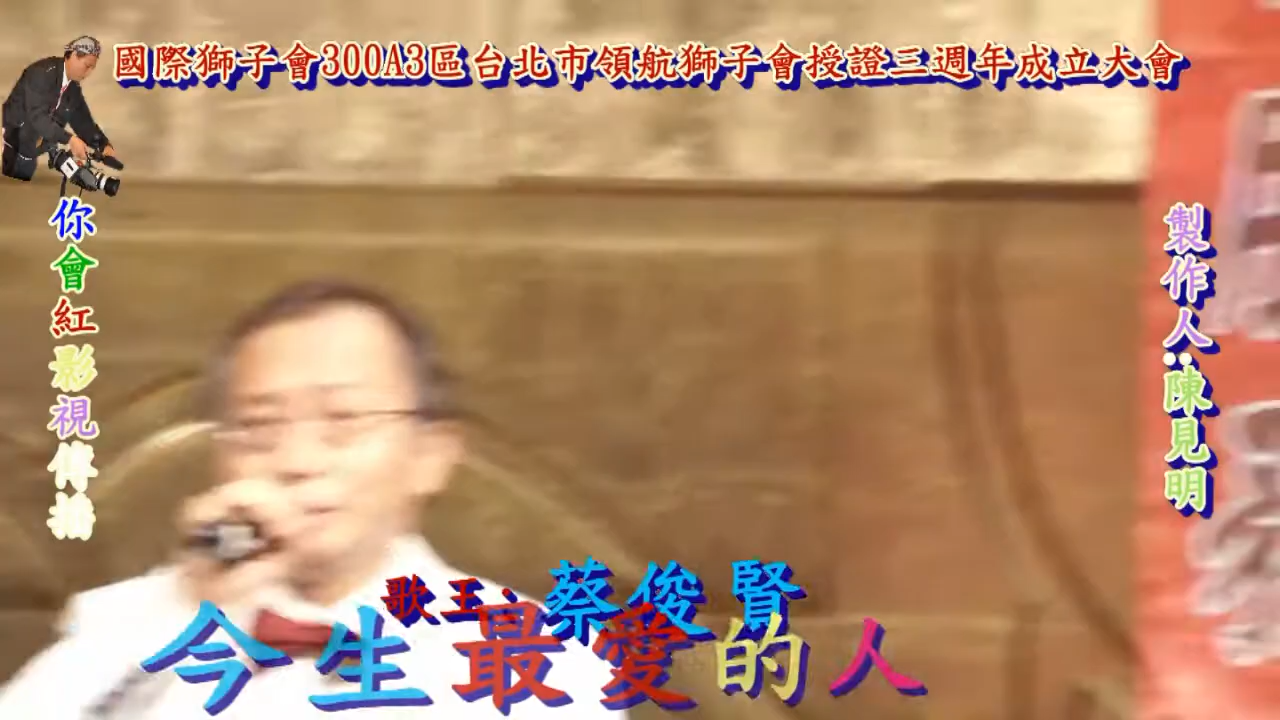 國際獅子會300A3區台北市領航獅子會授證三週年成立大會
你會紅影視傳播
製作人:陳見明
歌王:蔡俊賢
今生最愛的人